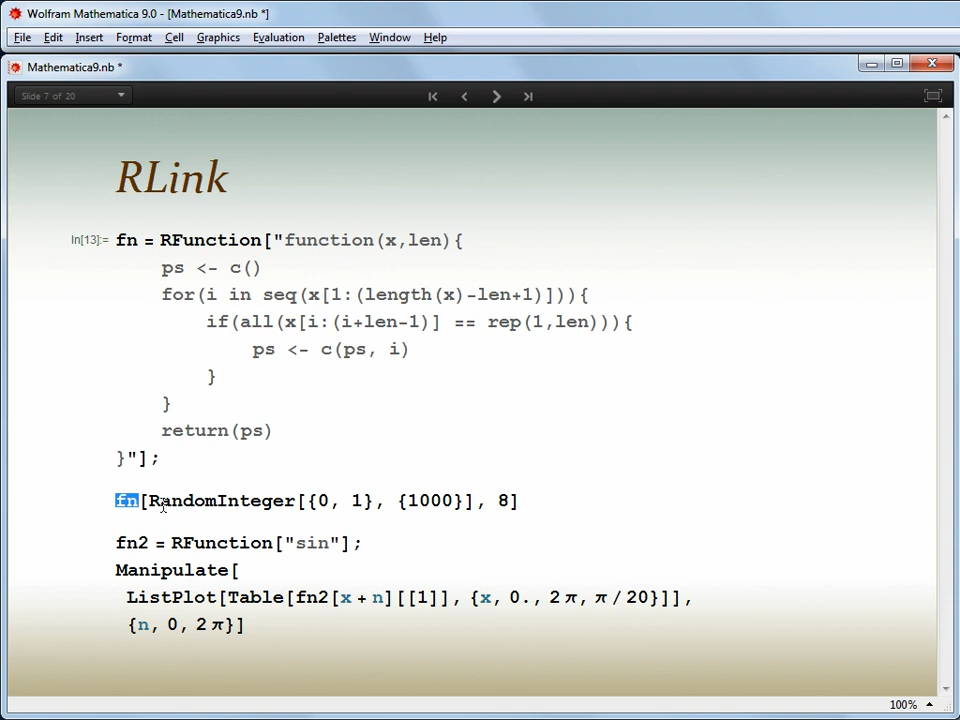 Wolfram Mathematica 9.0 - [Mathematica9.nb *]
File Edit Insert Format Cell Graphics Evaluation Palettes Window Help
Mathematica9.nb *
Slide 7 of 20
RLink
In[13]:= fn = RFunction["function(x,len){
ps <- c()
for(i in seq(x[1:(length(x)-len+1)])){
if(all(x[i:(i+len-1)] == rep(1,len))){
ps <- c(ps, i)
}
}
return(ps)
}"];
fn[RandomInteger[{0, 1}, {1000}], 8]
fn2 = RFunction["sin"];
Manipulate[
ListPlot[Table[fn2[x + n][[1]], {x, 0., 2 π, π / 20}]],
{n, 0, 2 π}]
100%